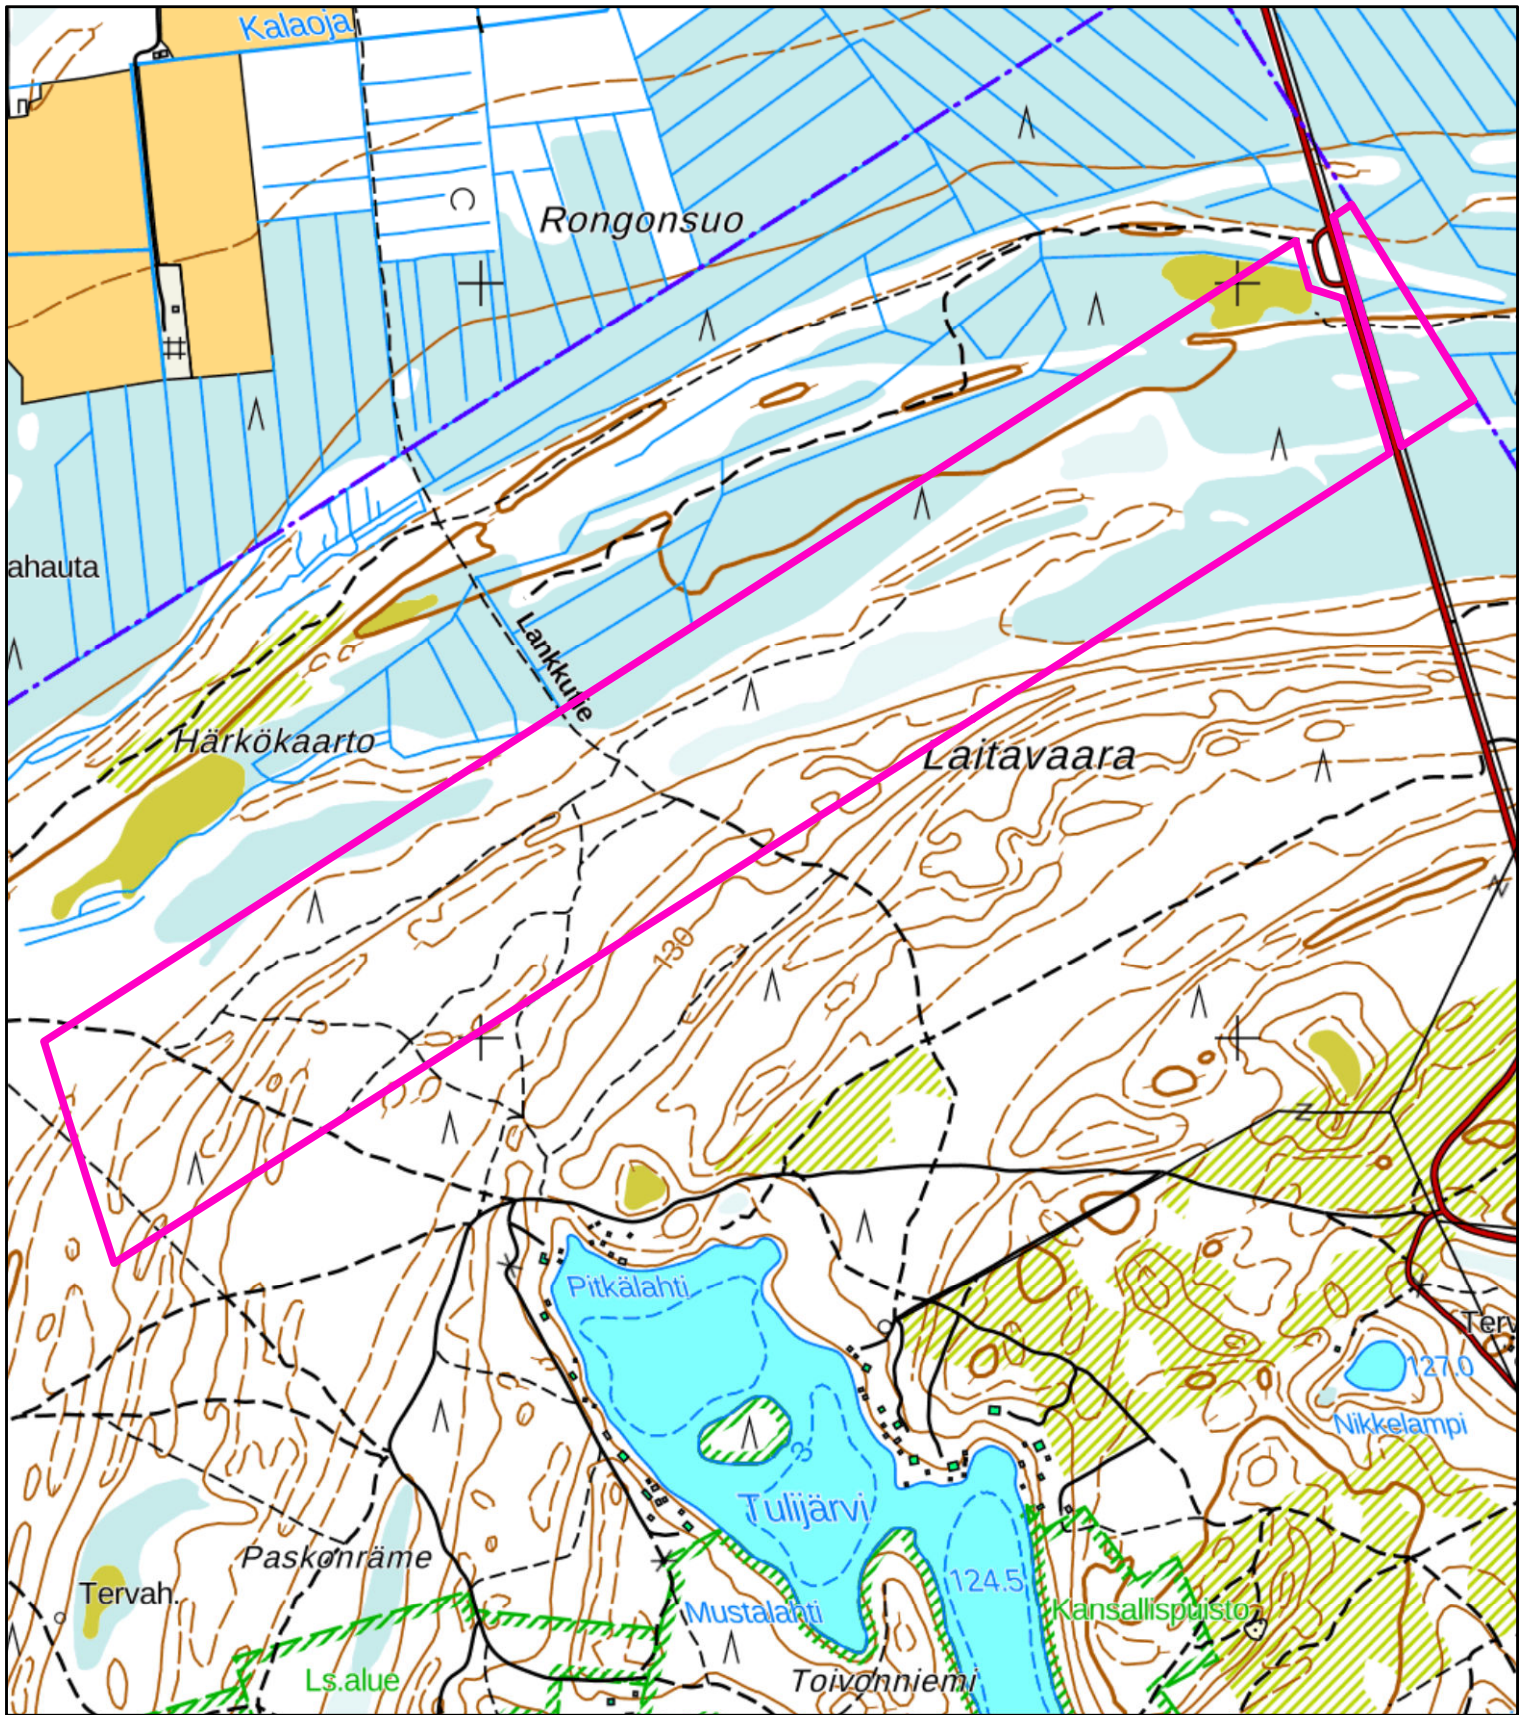 Kalaoja
Rongonsuo
ahauta
Lankkutie
Härkökaarto
Laitavaara
130
Pitkälahti
Terv
127.0
Nikkelampi
3
Tulijärvi
Paskonräme
124.5
Tervah.
Mustalahti
Kansallispuisto
Ls.alue
Toivonniemi